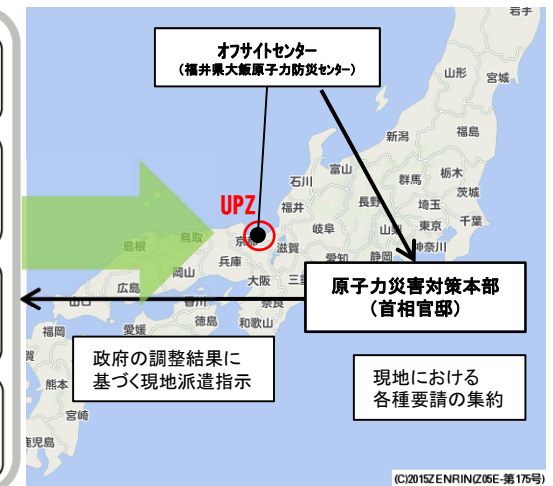 岩手
オフサイトセンター
（福井県大飯原子力防災センター）
山形
宮城
新潟
福島
石川
富山
群馬
栃木
長野
茨城
UPZ
福井
岐阜
埼玉
山梨
東京
千葉
島根
鳥取
京都
滋賀
愛知
静岡
神奈川
兵庫
岡山
大阪
三重
広島
山口
香川
奈良
原子力災害対策本部
（首相官邸）
福岡
愛媛
徳島
和歌山
政府の調整結果に
基づく現地派遣指示
現地における
各種要請の集約
賀
熊本
宮崎
鹿児島
(C)2015ZENRIN(Z05E-第175号)